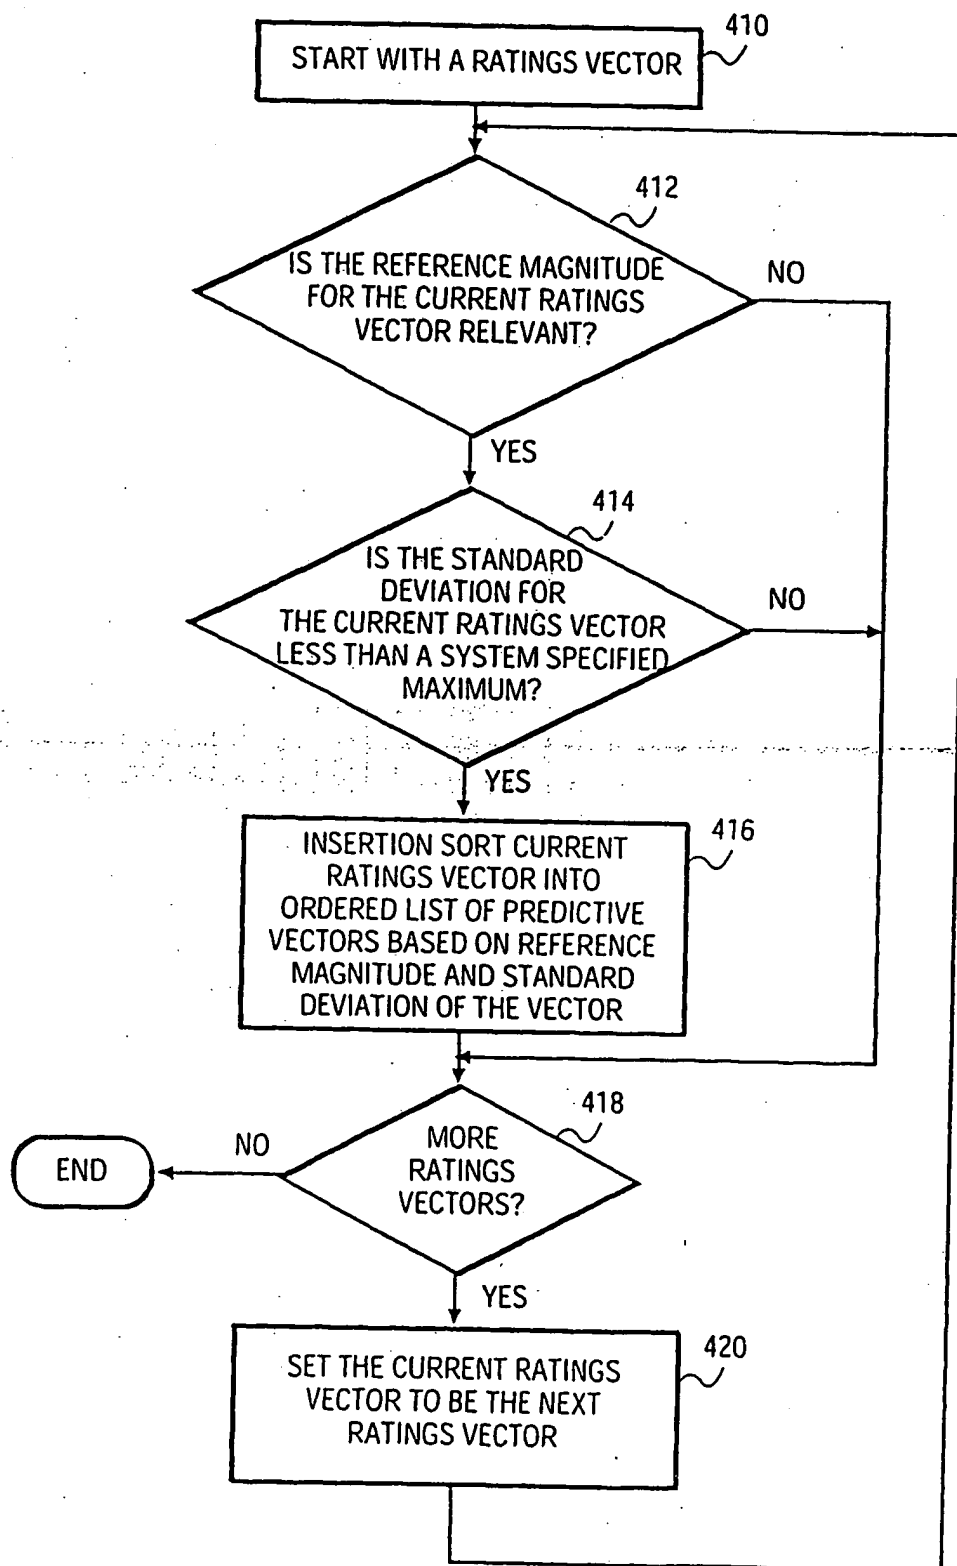 410
START WITH A RATINGS VECTOR
412
IS THE REFERENCE MAGNITUDE
FOR THE CURRENT RATINGS
VECTOR RELEVANT?
NO
YES
414
IS THE STANDARD
DEVIATION FOR
THE CURRENT RATINGS VECTOR
LESS THAN A SYSTEM SPECIFIED
MAXIMUM?
NO
YES
416
INSERTION SORT CURRENT
RATINGS VECTOR INTO
ORDERED LIST OF PREDICTIVE
VECTORS BASED ON REFERENCE
MAGNITUDE AND STANDARD
DEVIATION OF THE VECTOR
418
MORE
RATINGS
VECTORS?
NO
END
YES
420
SET THE CURRENT RATINGS
VECTOR TO BE THE NEXT
RATINGS VECTOR